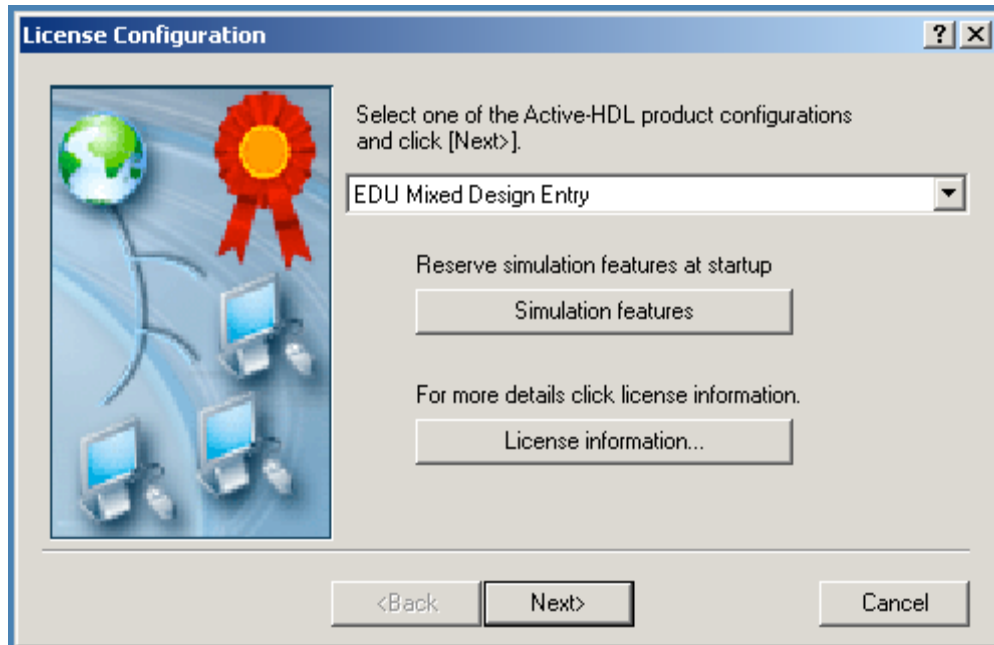 License Configuration
Select one of the Active-HDL product configurations
and click [Next>].
EDU Mixed Design Entry
Reserve simulation features at startup
Simulation features
For more details click license information.
License information...
<Back Next> Cancel